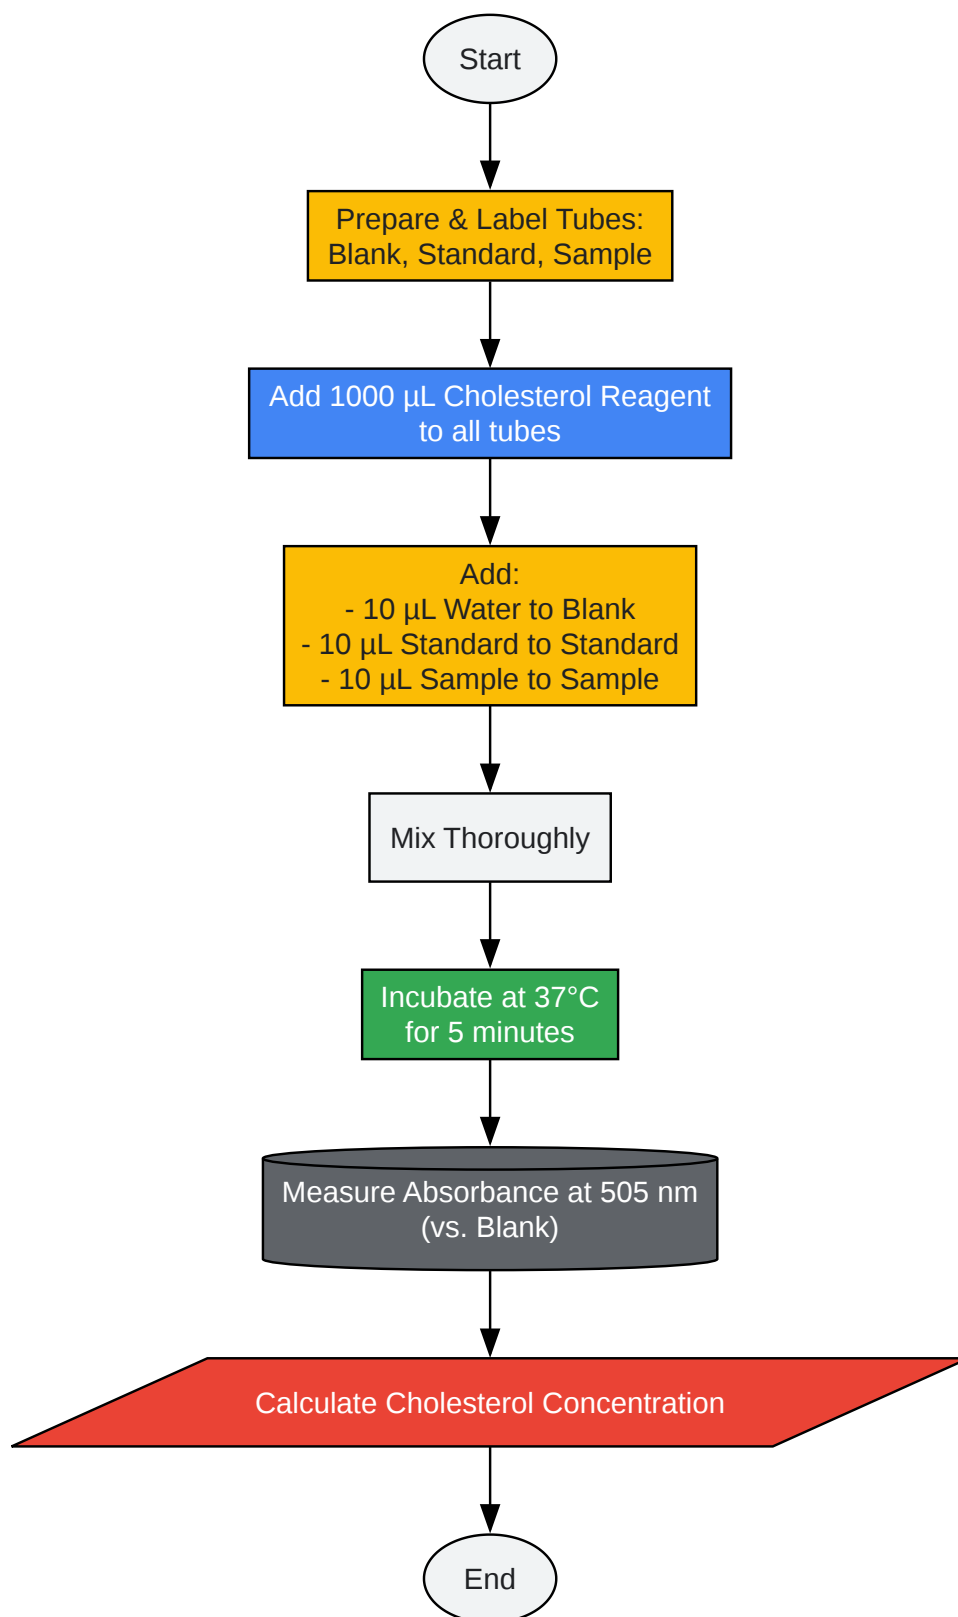 Start
Prepare & Label Tubes:
Blank, Standard, Sample
Add 1000 µL Cholesterol Reagent
to all tubes
Add:
- 10 µL Water to Blank
- 10 µL Standard to Standard
- 10 µL Sample to Sample
Mix Thoroughly
Incubate at 37°C
for 5 minutes
Measure Absorbance at 505 nm
(vs. Blank)
Calculate Cholesterol Concentration
End